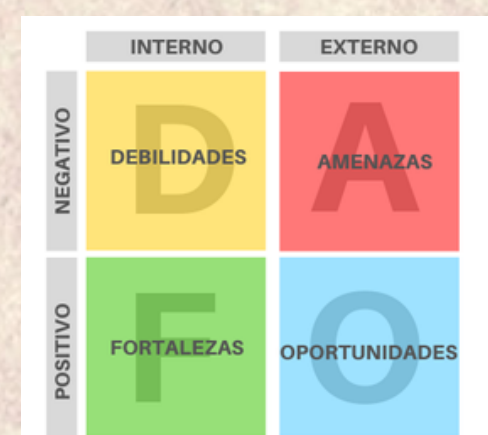 INTERNO
EXTERNO
NEGATIVO
D
DEBILIDADES
A
AMENAZAS
POSITIVO
F
FORTALEZAS
O
OPORTUNIDADES